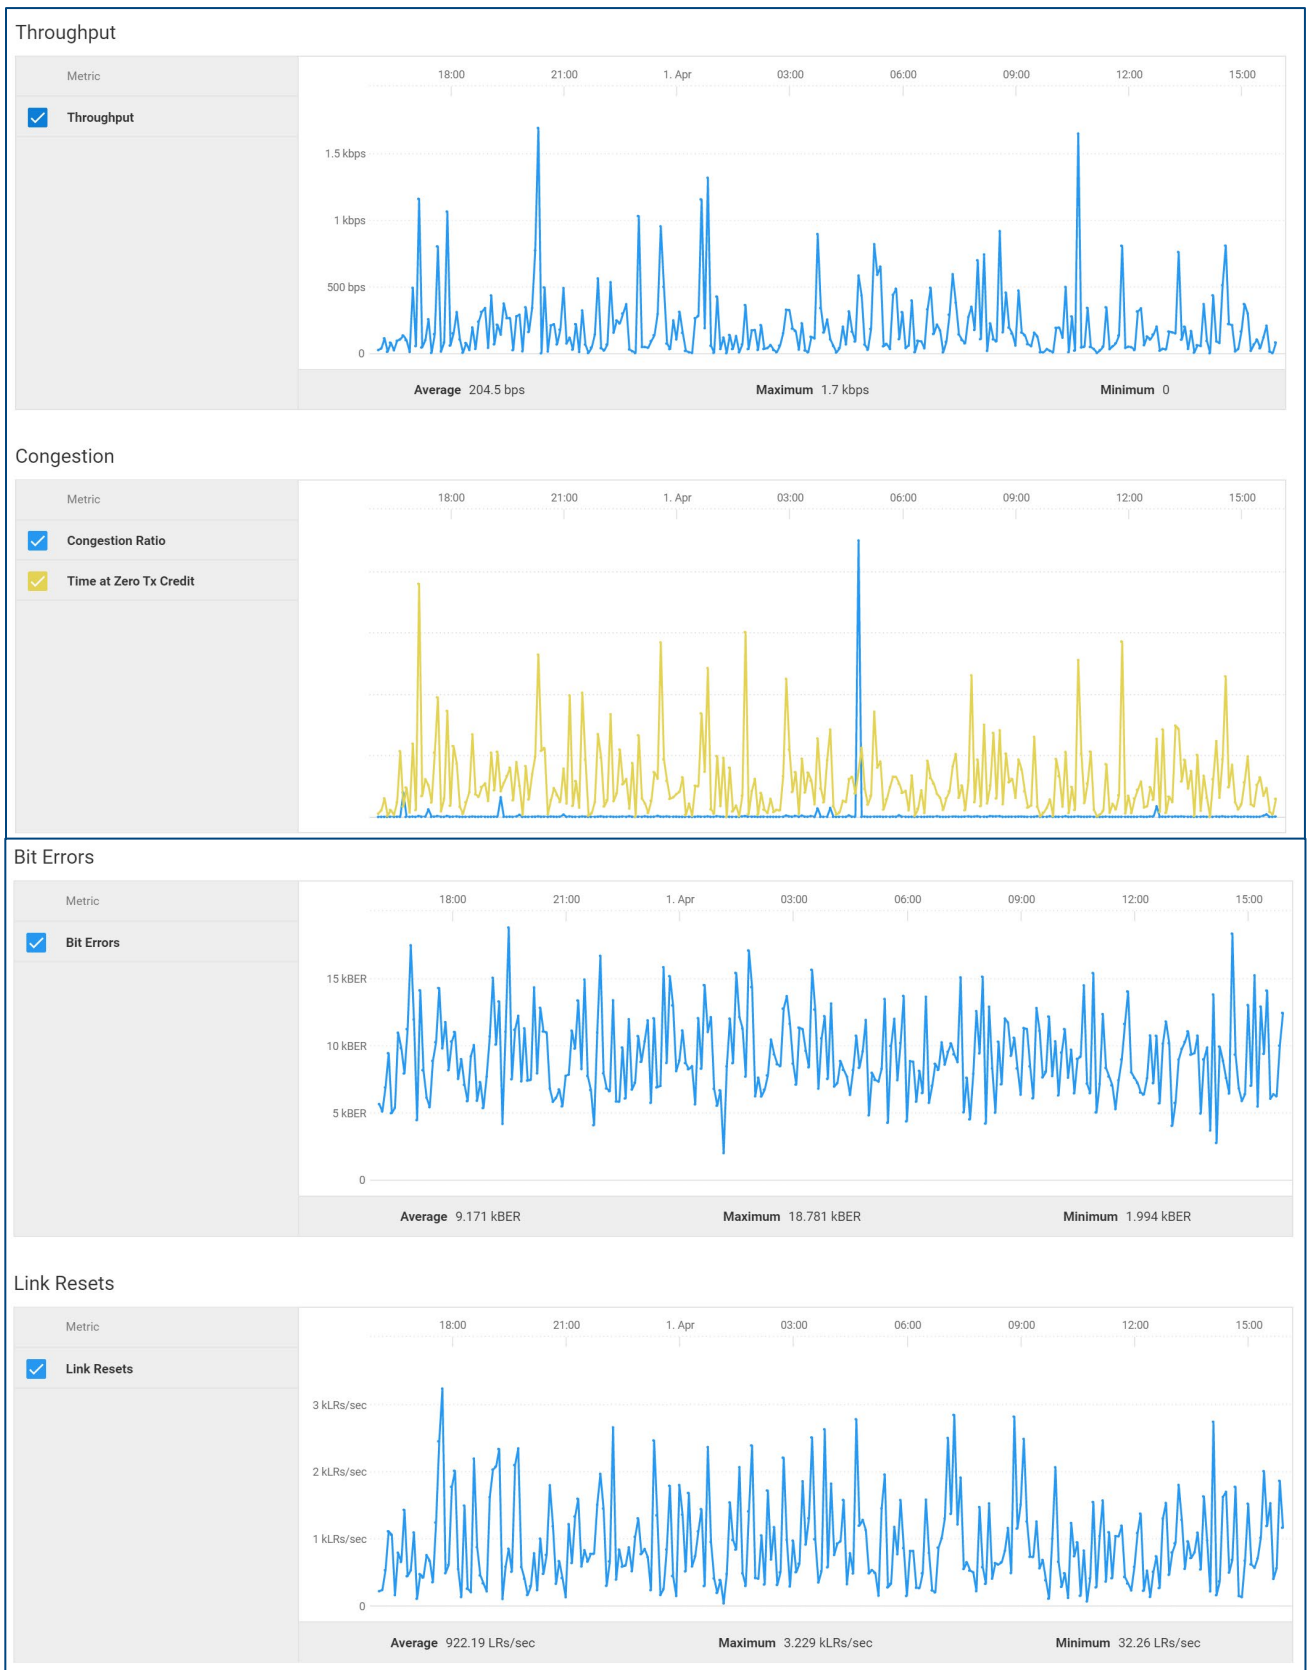 Throughput
Metric
18:00 21:00 1. Apr 03:00 06:00 09:00 12:00 15:00
Throughput
1.5 kbps
1 kbps
500 bps
0
Average 204.5 bps Maximum 1.7 kbps Minimum 0
Congestion
Metric
18:00 21:00 1. Apr 03:00 06:00 09:00 12:00 15:00
Congestion Ratio
Time at Zero Tx Credit
Bit Errors
Metric
18:00 21:00 1. Apr 03:00 06:00 09:00 12:00 15:00
Bit Errors
15 kBER
10 kBER
5 kBER
0
Average 9.171 kBER Maximum 18.781 kBER Minimum 1.994 kBER
Link Resets
Metric
18:00 21:00 1. Apr 03:00 06:00 09:00 12:00 15:00
Link Resets
3 kLRs/sec
2 kLRs/sec
1 kLRs/sec
0
Average 922.19 LRs/sec Maximum 3.229 kLRs/sec Minimum 32.26 LRs/sec